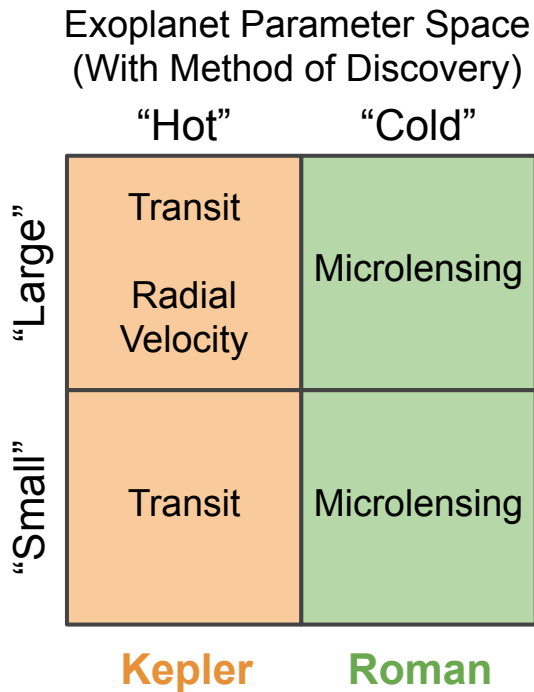 Exoplanet Parameter Space
(With Method of Discovery)
“Hot” “Cold”
“Large”
Transit
Radial
Velocity
Microlensing
“Small”
Transit
Microlensing
Kepler Roman